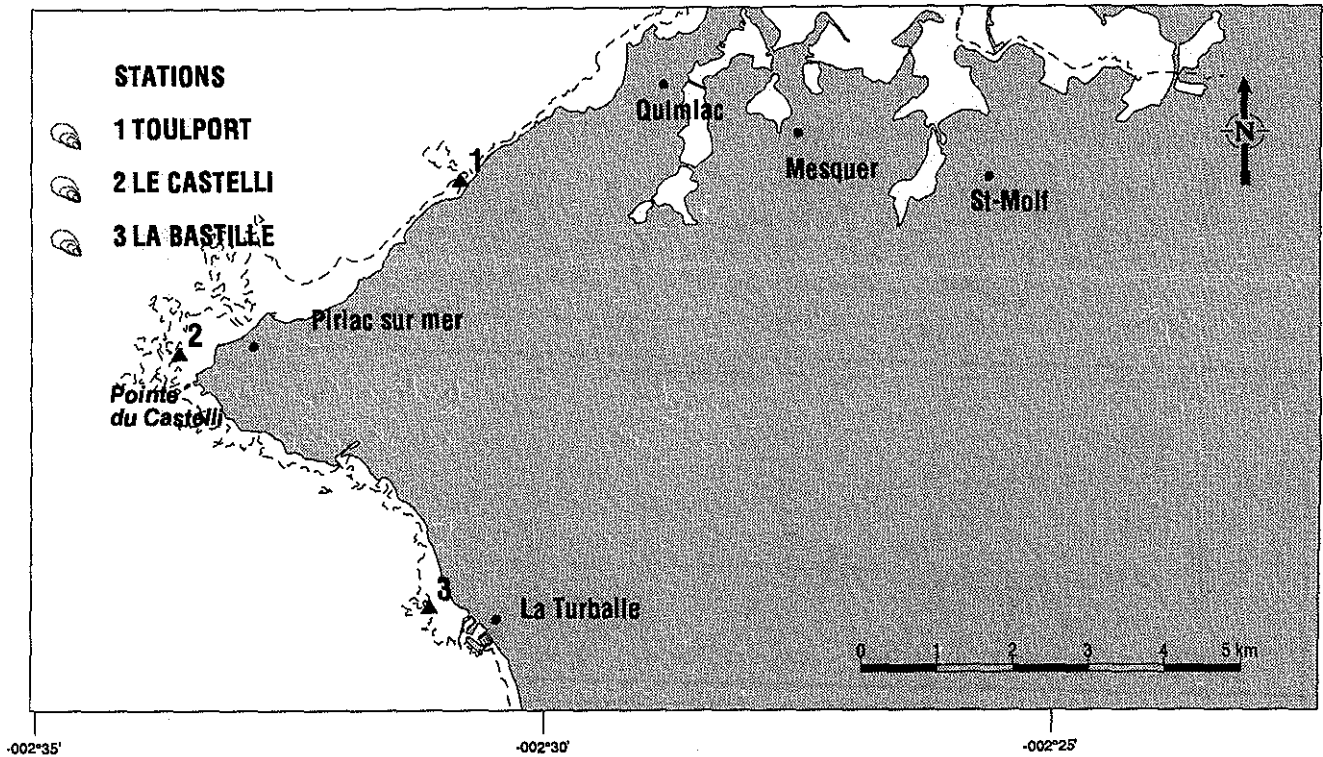 STATIONS
1 TOULPORT
2 LE CASTELLI
3 LA BASTILLE
Quimiac
1
Mesquer
N
St-Molf
Piriac sur mer
2
Pointe
du Castelli
3
La Turballe
0 1 2 3 4 5 km
-002°35' -002°30' -002°25'